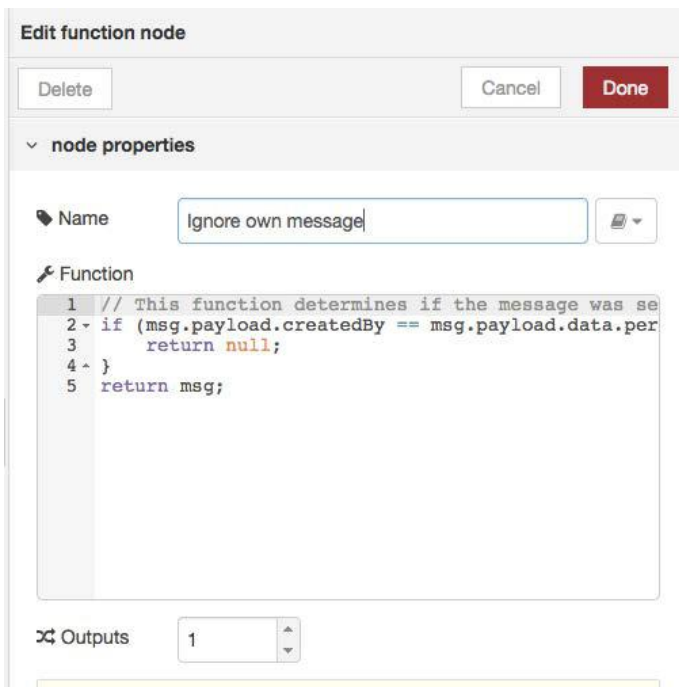 Edit function node
Delete Cancel Done
node properties
Name Ignore own message
Function
1 // This function determines if the message was se
2 if (msg.payload.createdBy == msg.payload.data.per
3 return null;
4 }
5 return msg;
Outputs 1